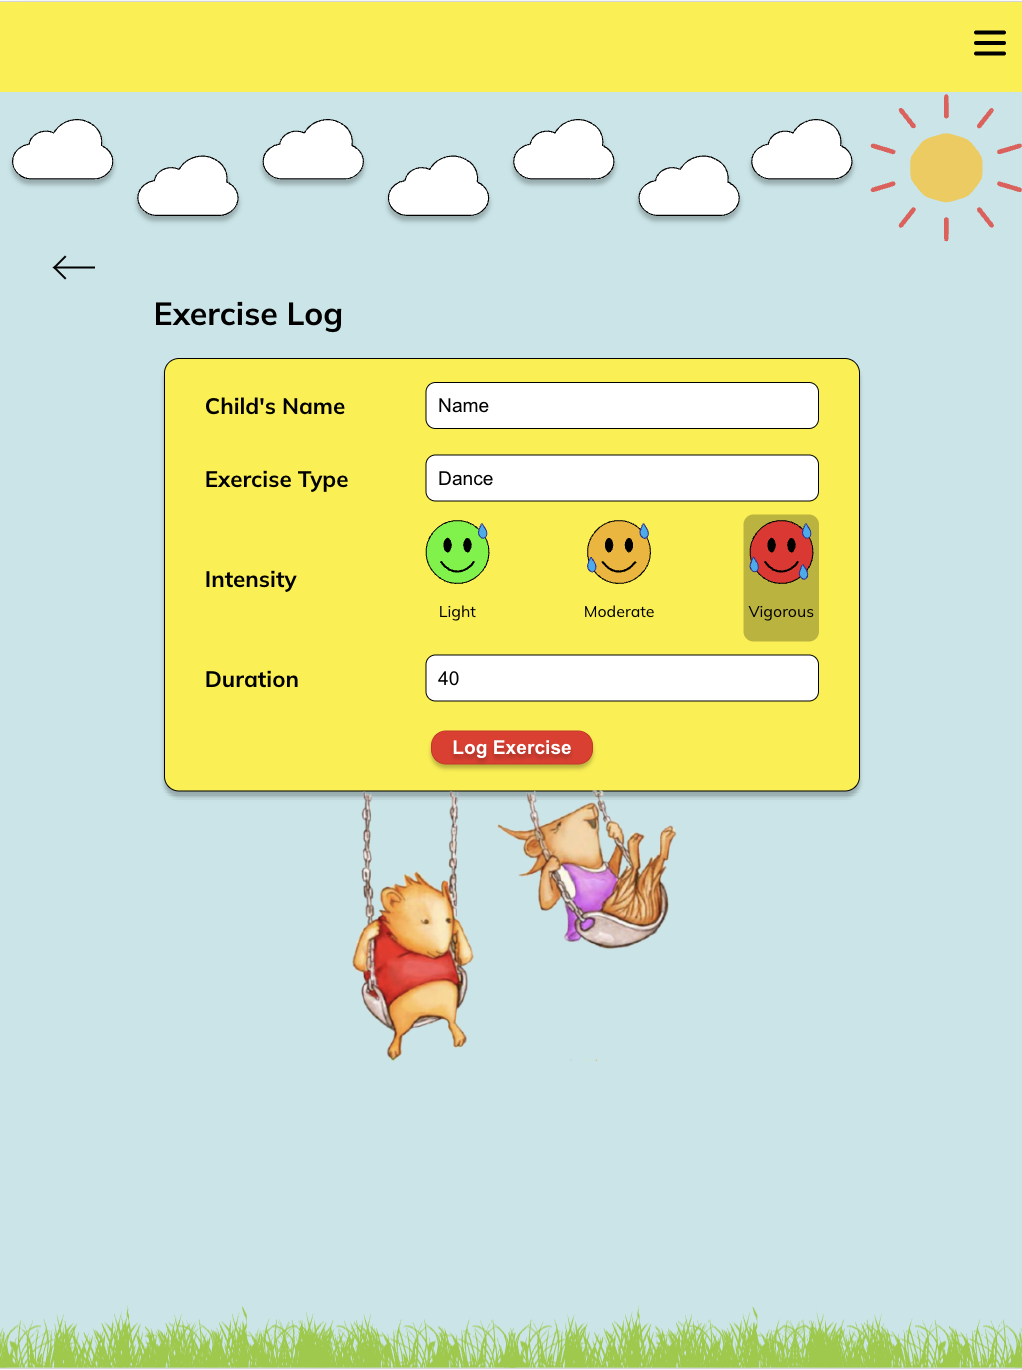 Exercise Log
Child's Name
Name
Exercise Type
Dance
Intensity
Light
Moderate
Vigorous
Duration
40
Log Exercise